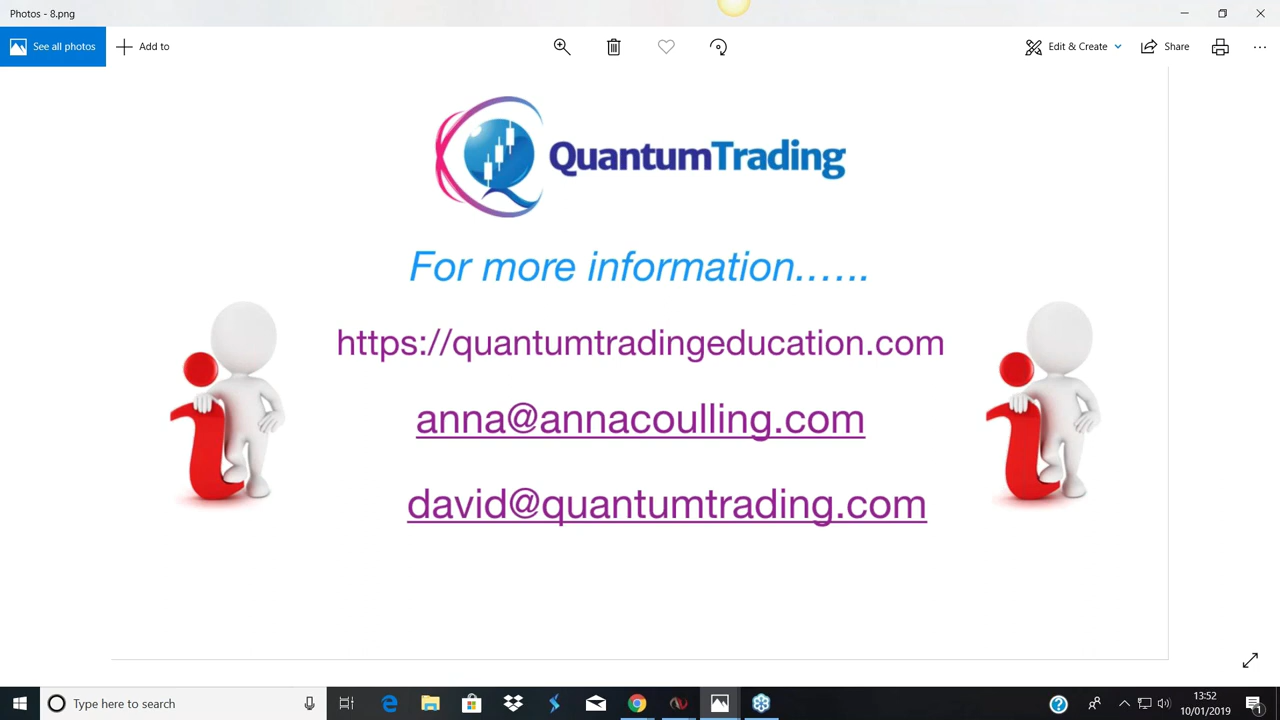 Photos - 8.png
See all photos
Add to
Edit & Create
Share
QuantumTrading
For more information.…..
https://quantumtradingeducation.com
anna@annacoulling.com
david@quantumtrading.com
Type here to search
13:52
10/01/2019
1